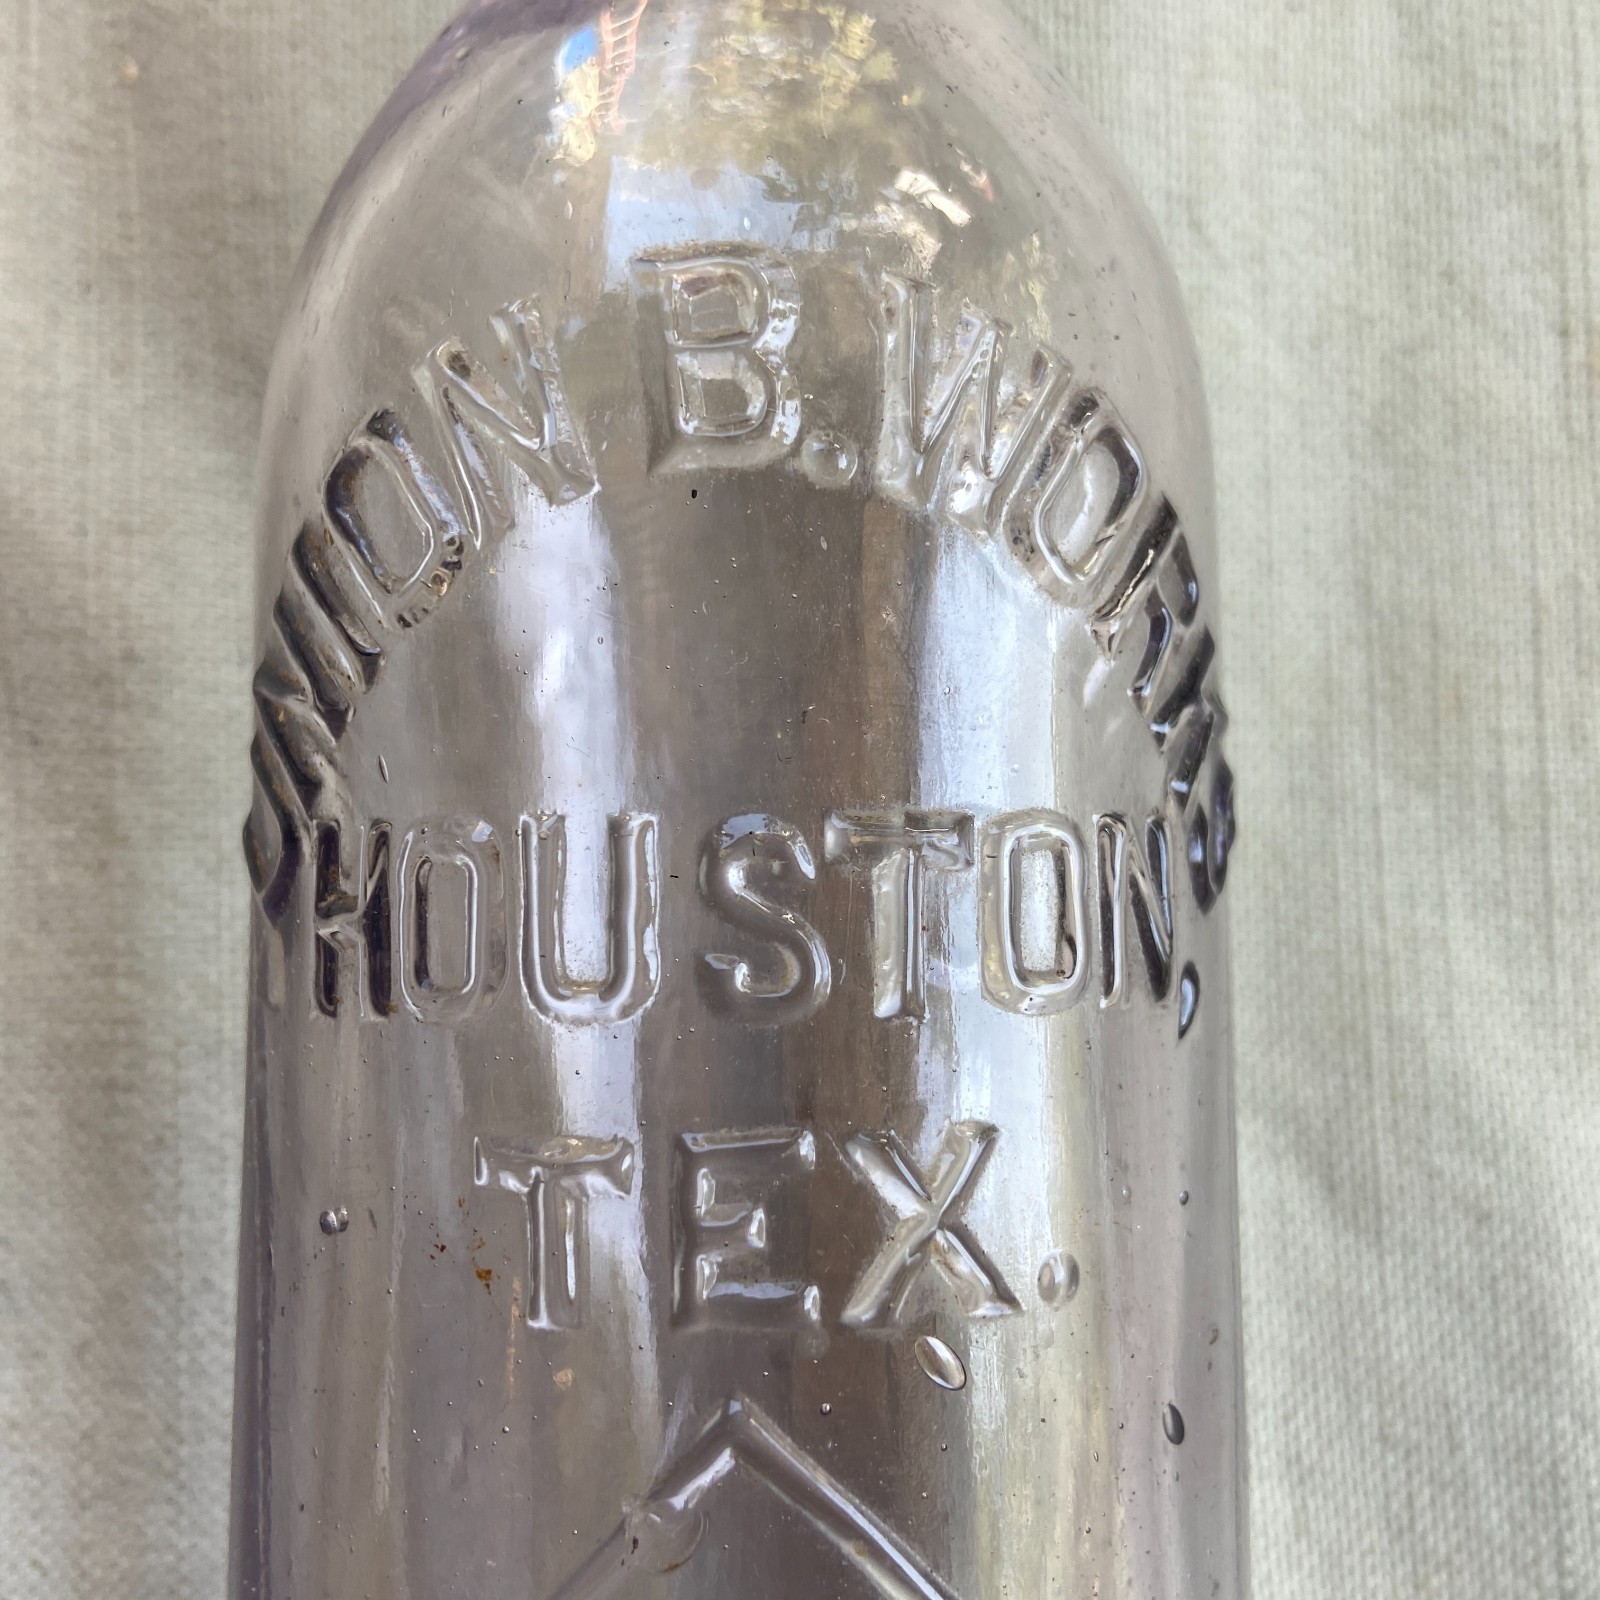 UNION B. WORKS
HOUSTON,
TEX.